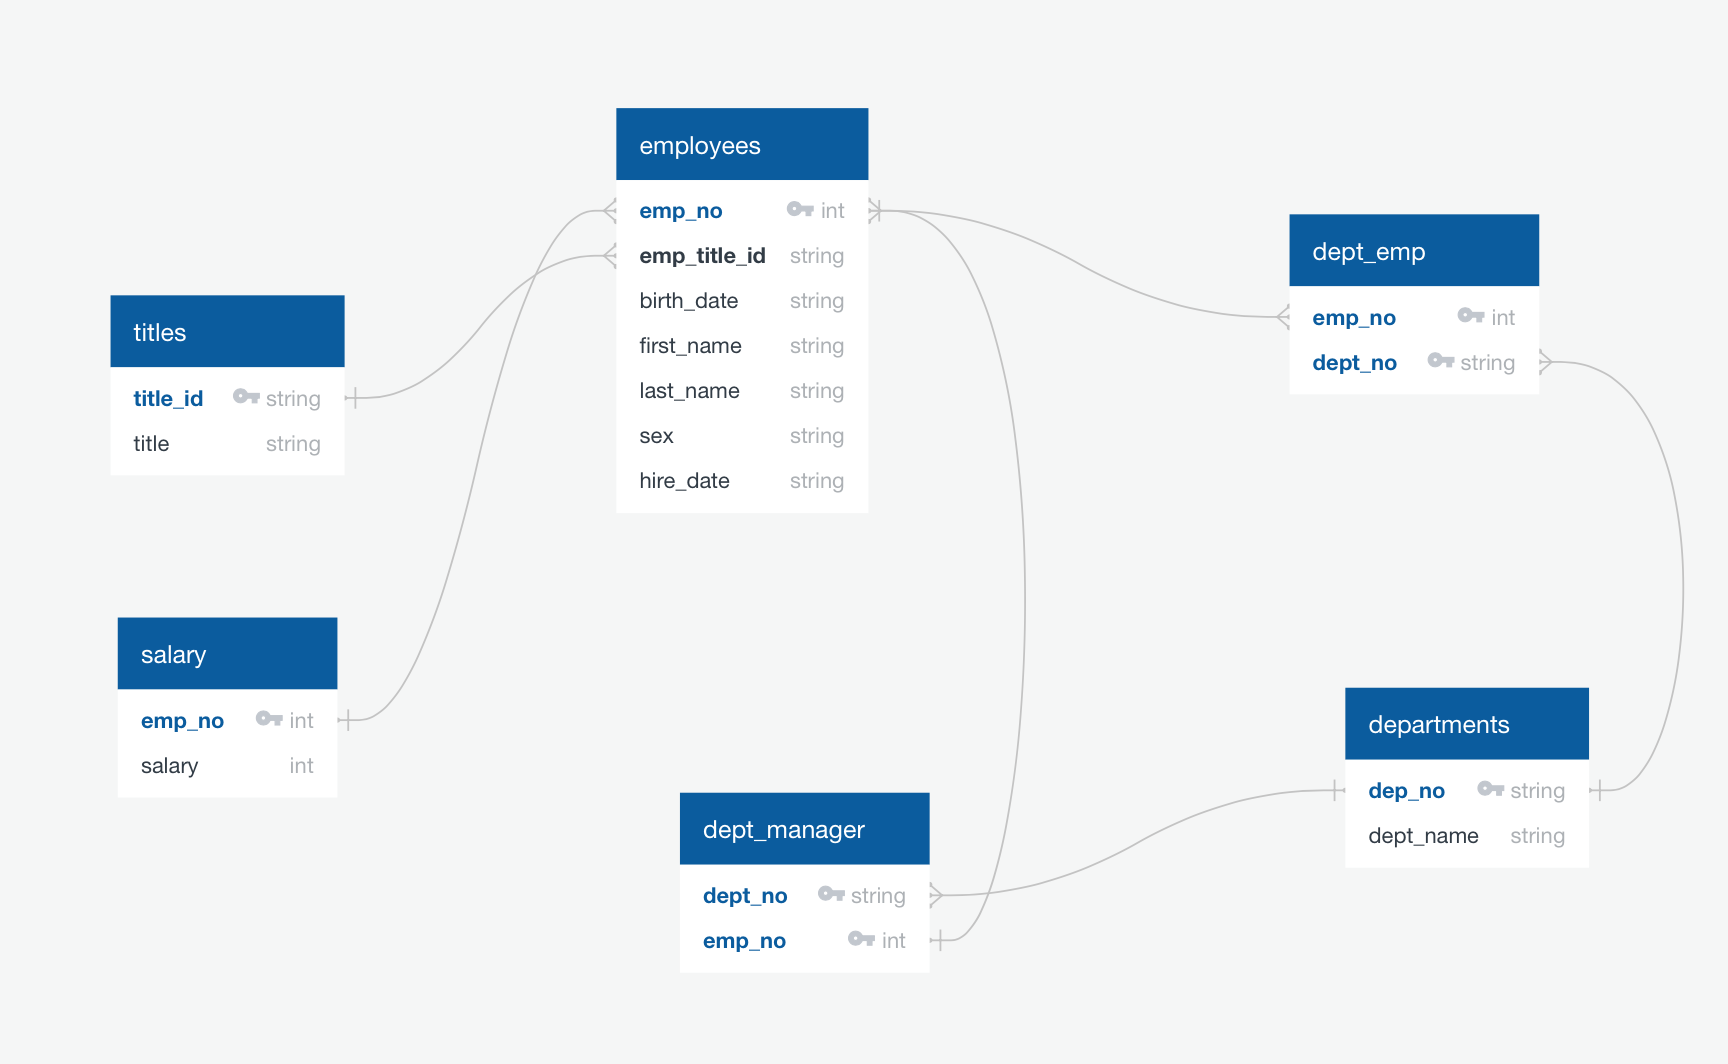 employees
emp_no int
emp_title_id string
birth_date string
first_name string
last_name string
sex string
hire_date string
dept_emp
emp_no int
dept_no string
titles
title_id string
title string
salary
emp_no int
salary int
departments
dep_no string
dept_name string
dept_manager
dept_no string
emp_no int